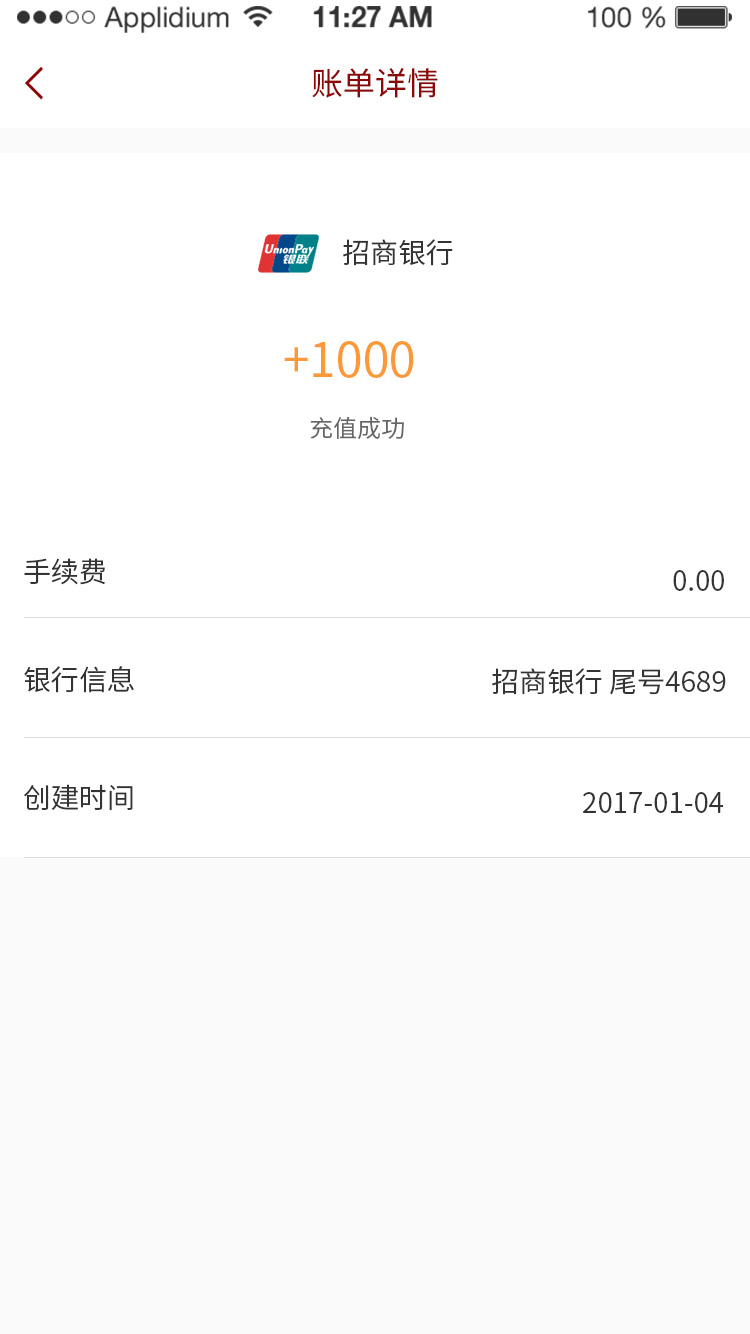 Applidium 11:27 AM 100 %
账单详情
UnionPay 银联 招商银行
+1000
充值成功
手续费 0.00
银行信息 招商银行 尾号4689
创建时间 2017-01-04